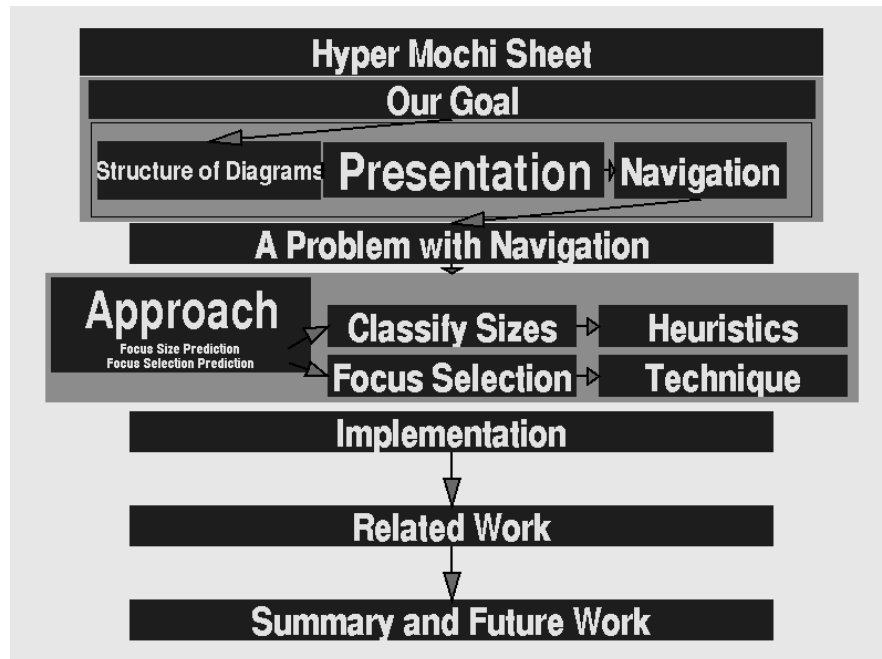 Hyper Mochi Sheet
Our Goal
Structure of Diagrams
Presentation
Navigation
A Problem with Navigation
Approach
Focus Size Prediction
Focus Selection Prediction
Classify Sizes
Heuristics
Focus Selection
Technique
Implementation
Related Work
Summary and Future Work